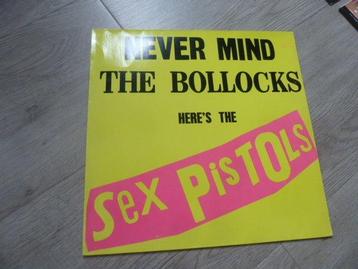 NEVER MIND
THE BOLLOCKS
HERE'S THE
Sex PiSTOls